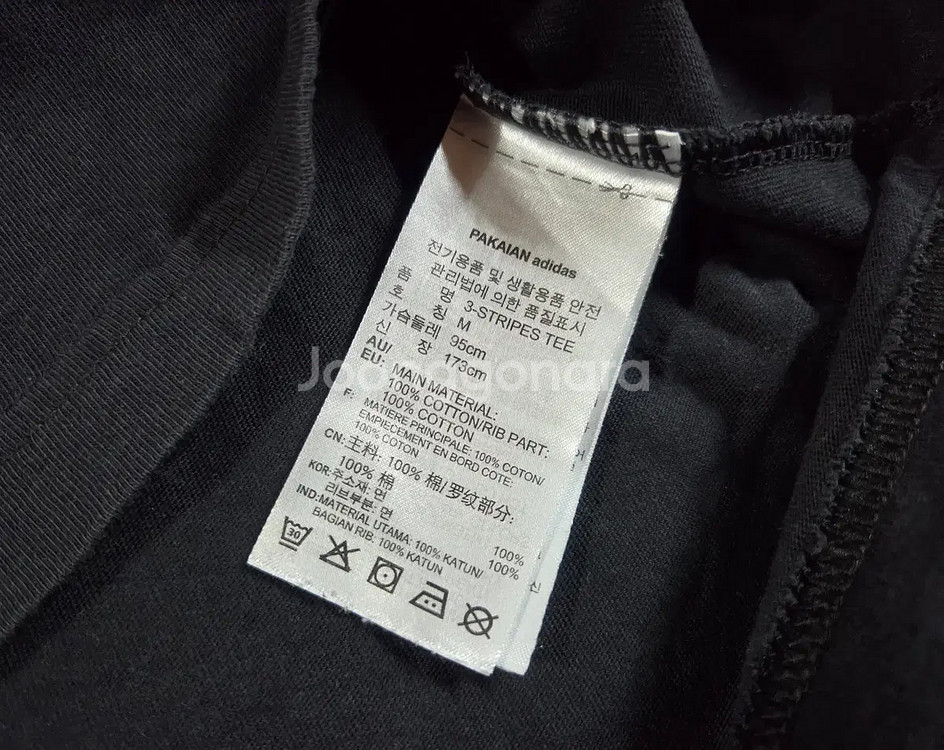 PAKAIAN adidas
전기용품 및 생활용품 안전
관리법에 의한 품질표시
품 명 3-STRIPES TEE
호 칭 M
가슴둘레 95cm
신 장 173cm
AU/
EU: MAIN MATERIAL:
100% COTTON/RIB PART:
100% COTTON
F: MATIERE PRINCIPALE: 100% COTON/
EMPIECEMENT EN BORD COTE:
100% COTON
CN: 主料: 100% 棉/罗纹部分:
100% 棉
KOR: 주소재: 면 100%
리브부분: 면 100%
IND: MATERIAL UTAMA: 100% KATUN/
BAGIAN RIB: 100% KATUN
30
신
Joonggonara